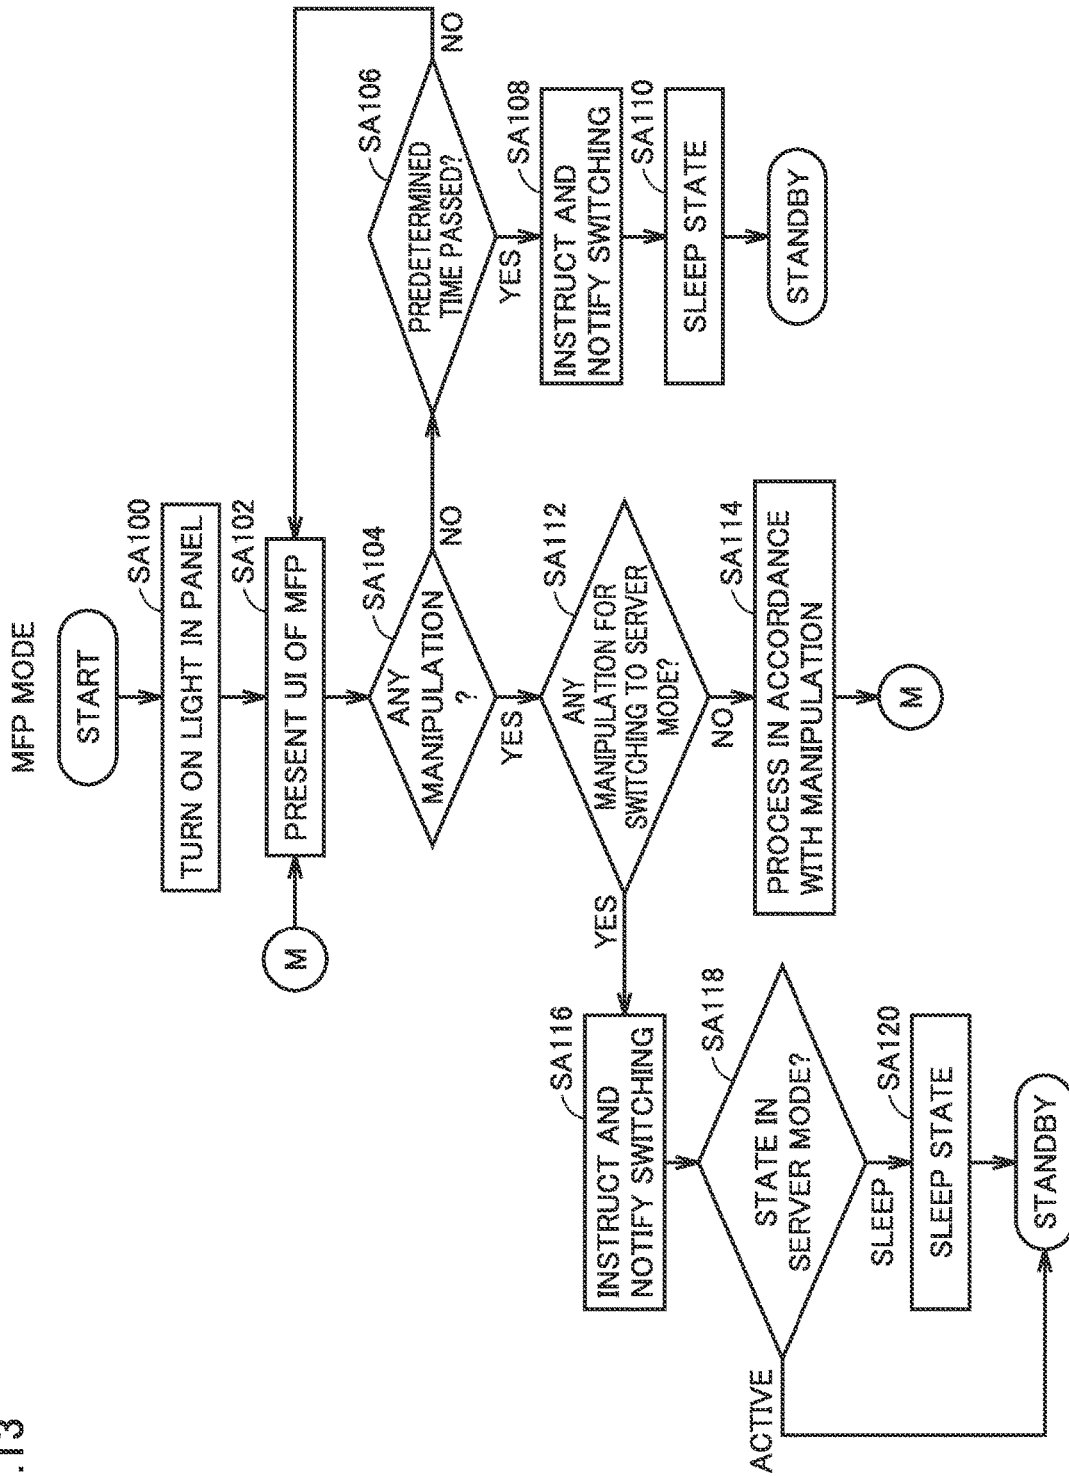 .13
MFP MODE
START
SA100
TURN ON LIGHT IN PANEL
SA102
PRESENT UI OF MFP
M
SA104
ANY
MANIPULATION
?
NO
YES
SA106
PREDETERMINED
TIME PASSED?
NO
YES
SA108
INSTRUCT AND
NOTIFY SWITCHING
SA110
SLEEP STATE
STANDBY
SA112
ANY
MANIPULATION FOR
SWITCHING TO SERVER
MODE?
YES
NO
SA114
PROCESS IN ACCORDANCE
WITH MANIPULATION
M
SA116
INSTRUCT AND
NOTIFY SWITCHING
SA118
STATE IN
SERVER MODE?
ACTIVE
SLEEP
SA120
SLEEP STATE
STANDBY